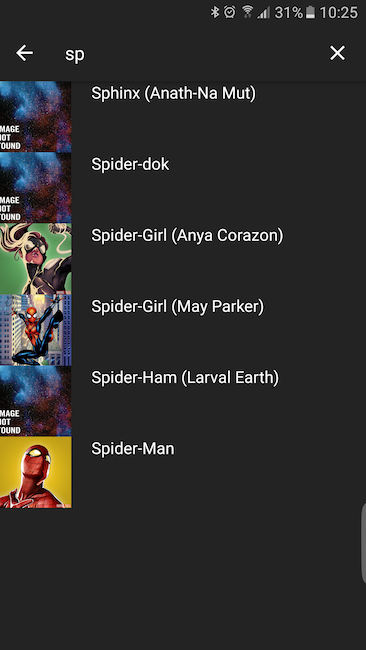 31% 10:25
sp
Sphinx (Anath-Na Mut)
MAGE
NOT
FOUND
Spider-dok
MAGE
NOT
FOUND
Spider-Girl (Anya Corazon)
Spider-Girl (May Parker)
Spider-Ham (Larval Earth)
MAGE
NOT
FOUND
Spider-Man